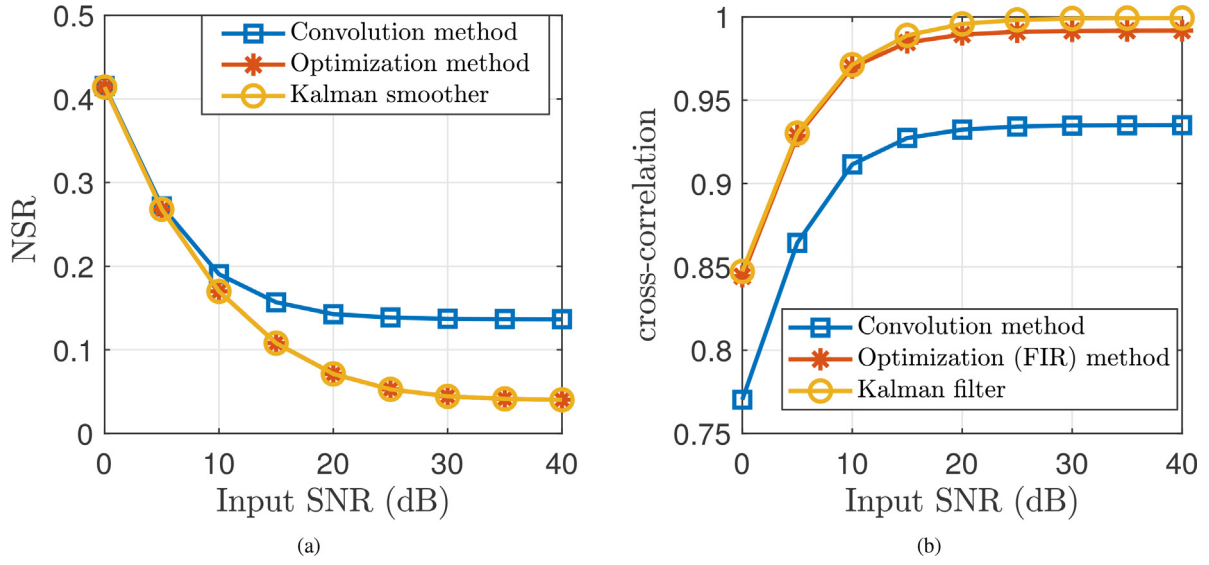 0.5
0.4
0.3
0.2
0.1
0
NSR
Convolution method
Optimization method
Kalman smoother
0 10 20 30 40
Input SNR (dB)
(a)
1
0.95
0.9
0.85
0.8
0.75
cross-correlation
Convolution method
Optimization (FIR) method
Kalman filter
0 10 20 30 40
Input SNR (dB)
(b)